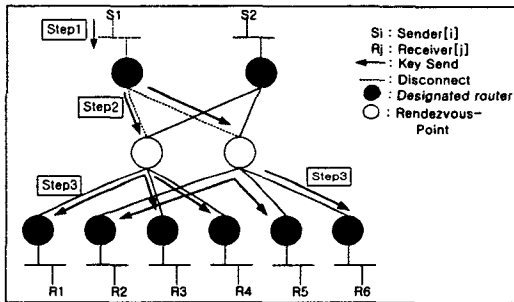 S1
S2
Step1
Step2
Step3
Step3
R1
R2
R3
R4
R5
R6
Si : Sender[i]
Rj : Receiver[j]
: Key Send
: Disconnect
: Designated router
: Rendezvous-
Point